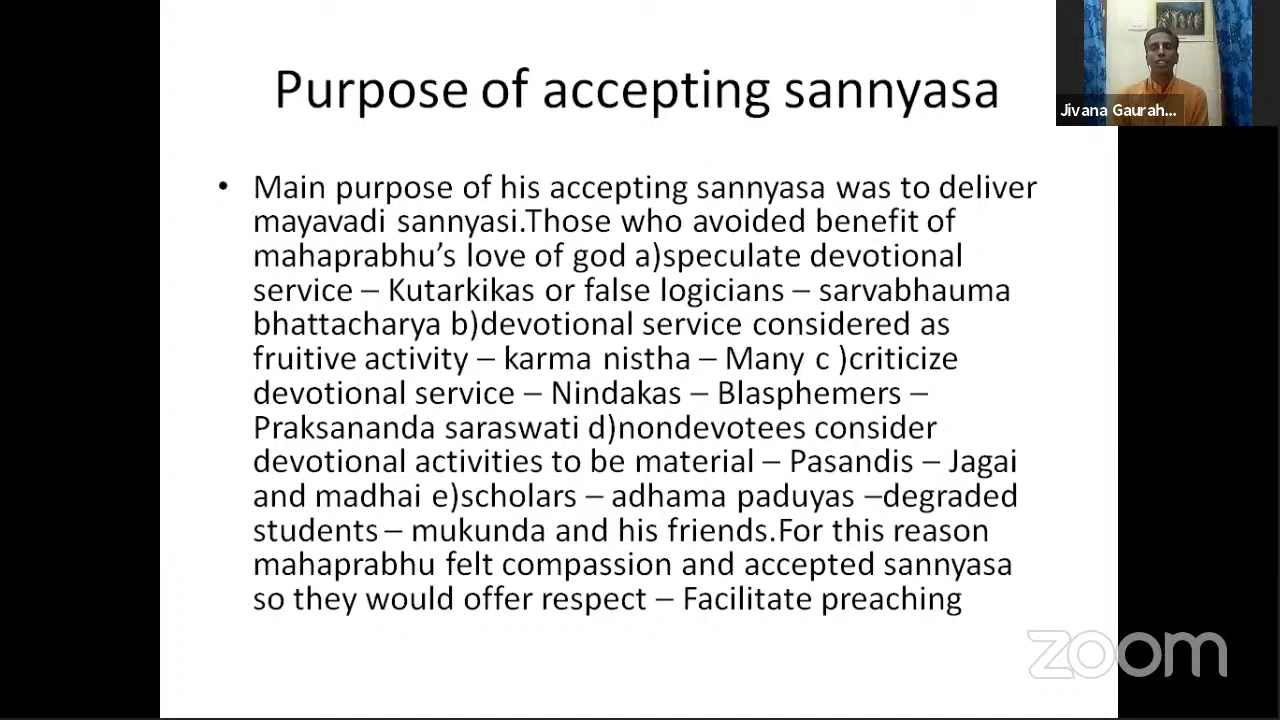 Purpose of accepting sannyasa
Jivana Gaurah...
• Main purpose of his accepting sannyasa was to deliver
mayavadi sannyasi.Those who avoided benefit of
mahaprabhu’s love of god a)speculate devotional
service – Kutarkikas or false logicians – sarvabhauma
bhattacharya b)devotional service considered as
fruitive activity – karma nistha – Many c )criticize
devotional service – Nindakas – Blasphemers –
Praksananda saraswati d)nondevotees consider
devotional activities to be material – Pasandis – Jagai
and madhai e)scholars – adhama paduyas –degraded
students – mukunda and his friends.For this reason
mahaprabhu felt compassion and accepted sannyasa
so they would offer respect – Facilitate preaching
zoom